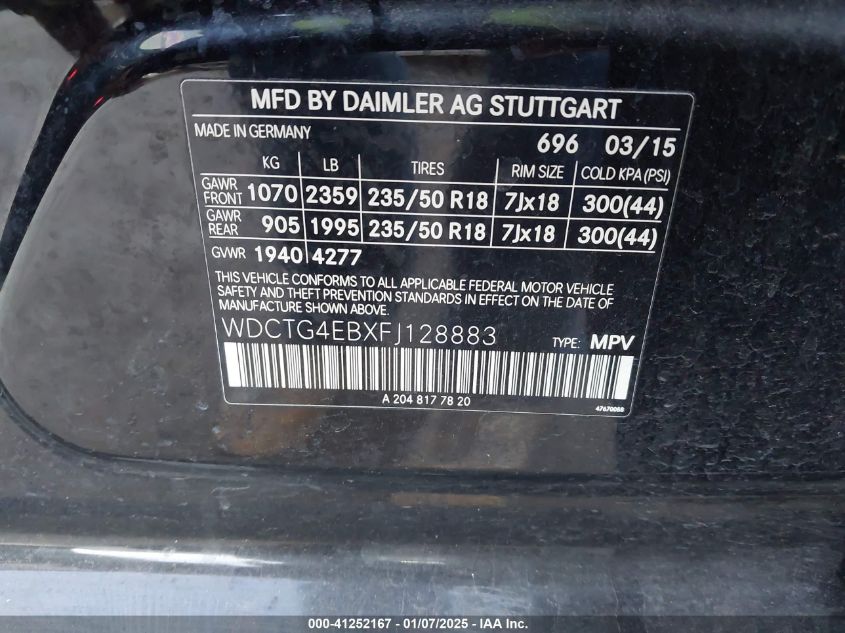 MFD BY DAIMLER AG STUTTGART
MADE IN GERMANY 696 03/15
KG LB TIRES RIM SIZE COLD KPA (PSI)
GAWR FRONT 1070 2359 235/50 R18 7Jx18 300(44)
GAWR REAR 905 1995 235/50 R18 7Jx18 300(44)
GVWR 1940 4277
THIS VEHICLE CONFORMS TO ALL APPLICABLE FEDERAL MOTOR VEHICLE
SAFETY AND THEFT PREVENTION STANDARDS IN EFFECT ON THE DATE OF
MANUFACTURE SHOWN ABOVE.
WDCTG4EBXFJ128883 TYPE: MPV
A 204 817 78 20 47670088
000-41252167 - 01/07/2025 - IAAI Inc.